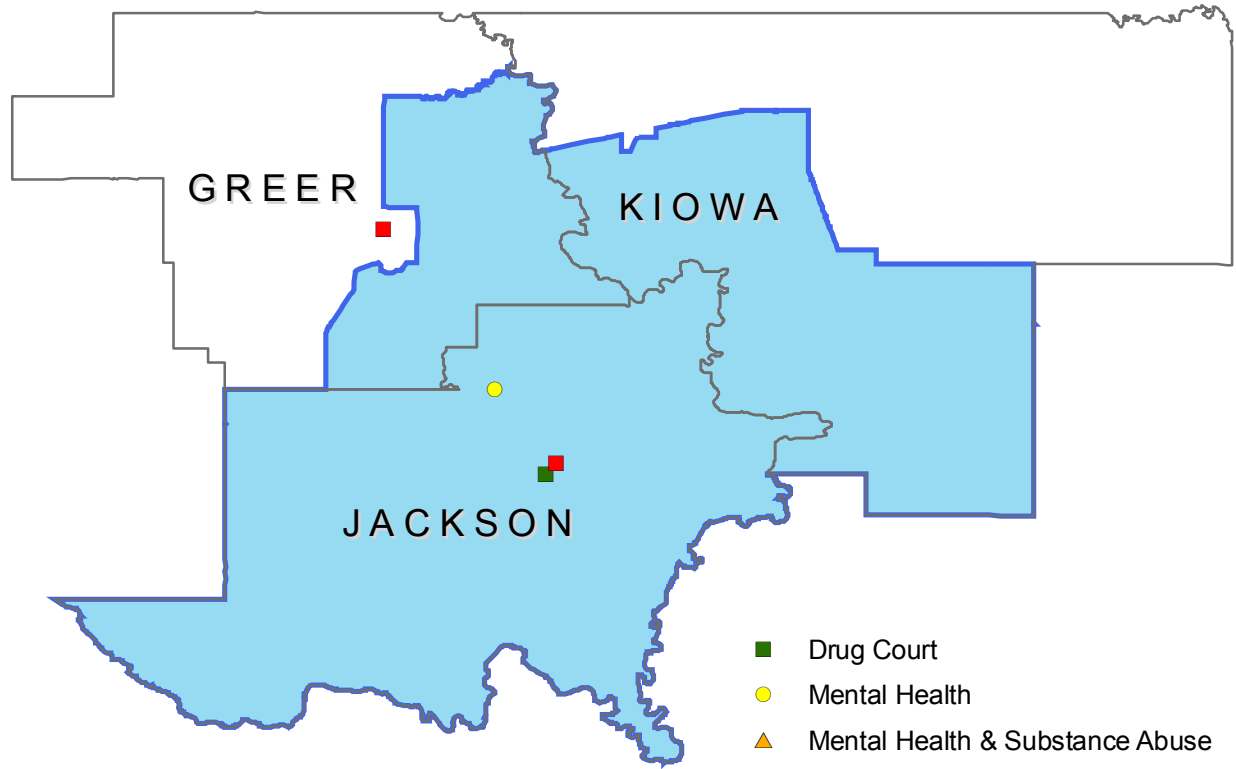 GREER
KIOWA
JACKSON
Drug Court
Mental Health
Mental Health & Substance Abuse